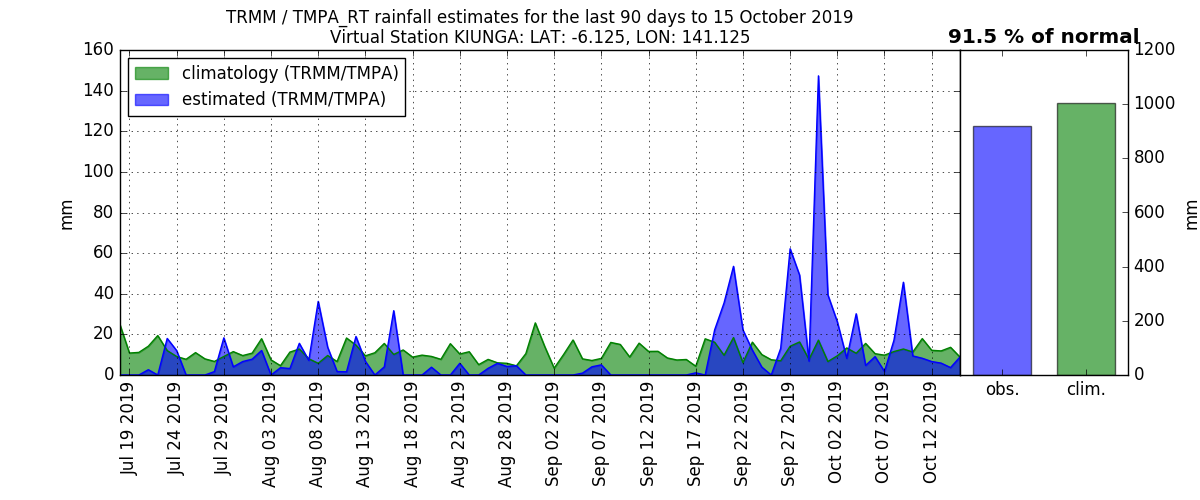 TRMM / TMPA_RT rainfall estimates for the last 90 days to 15 October 2019
Virtual Station KIUNGA: LAT: -6.125, LON: 141.125
91.5 % of normal
climatology (TRMM/TMPA)
estimated (TRMM/TMPA)
mm
160
140
120
100
80
60
40
20
0
Jul 19 2019
Jul 24 2019
Jul 29 2019
Aug 03 2019
Aug 08 2019
Aug 13 2019
Aug 18 2019
Aug 23 2019
Aug 28 2019
Sep 02 2019
Sep 07 2019
Sep 12 2019
Sep 17 2019
Sep 22 2019
Sep 27 2019
Oct 02 2019
Oct 07 2019
Oct 12 2019
obs.
clim.
1200
1000
800
600
400
200
0
mm